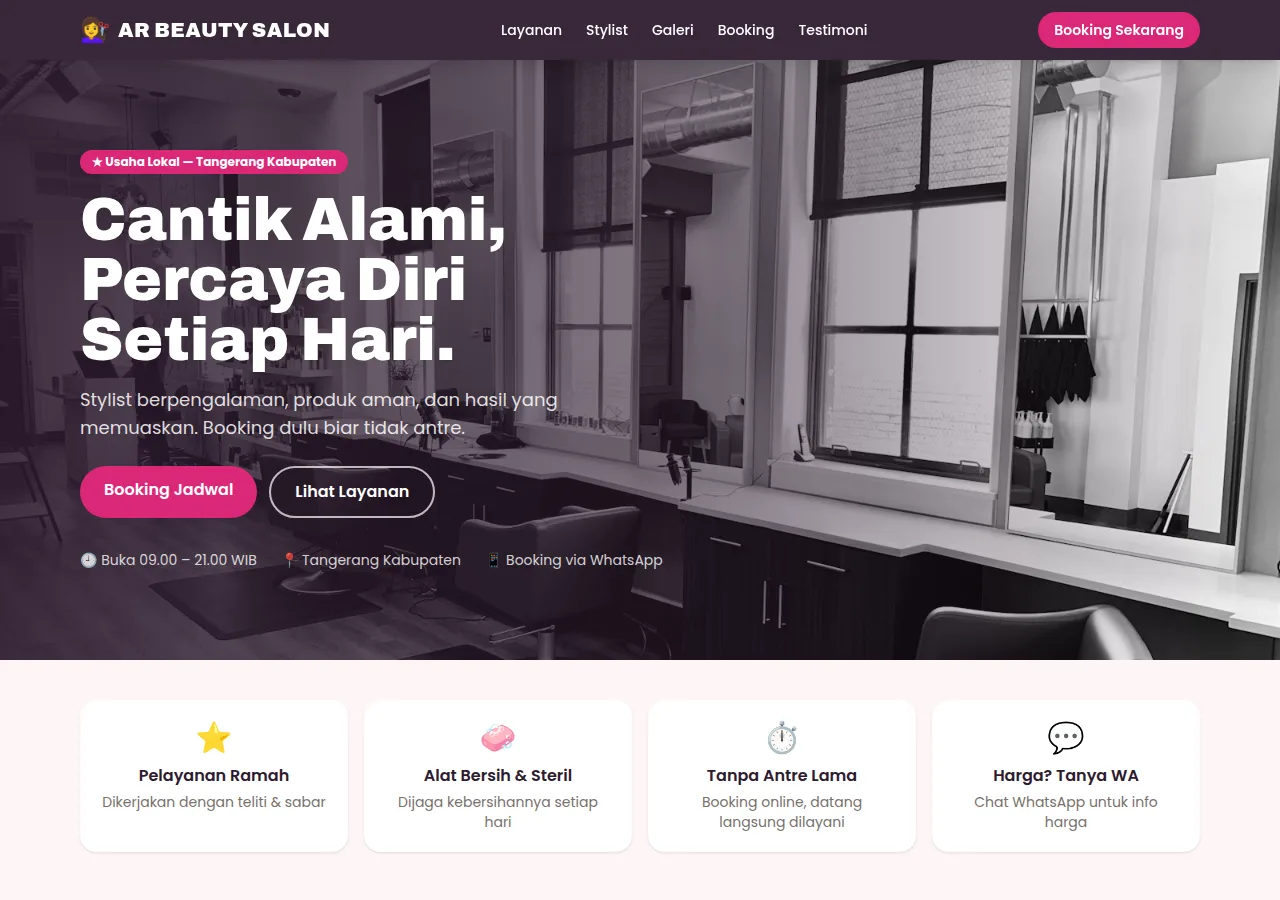 AR BEAUTY SALON
Layanan
Stylist
Galeri
Booking
Testimoni
Booking Sekarang
★ Usaha Lokal — Tangerang Kabupaten
Cantik Alami,
Percaya Diri
Setiap Hari.
Stylist berpengalaman, produk aman, dan hasil yang
memuaskan. Booking dulu biar tidak antre.
Booking Jadwal
Lihat Layanan
🕘 Buka 09.00 – 21.00 WIB
📍 Tangerang Kabupaten
📱 Booking via WhatsApp
Pelayanan Ramah
Dikerjakan dengan teliti & sabar
Alat Bersih & Steril
Dijaga kebersihannya setiap
hari
Tanpa Antre Lama
Booking online, datang
langsung dilayani
Harga? Tanya WA
Chat WhatsApp untuk info
harga